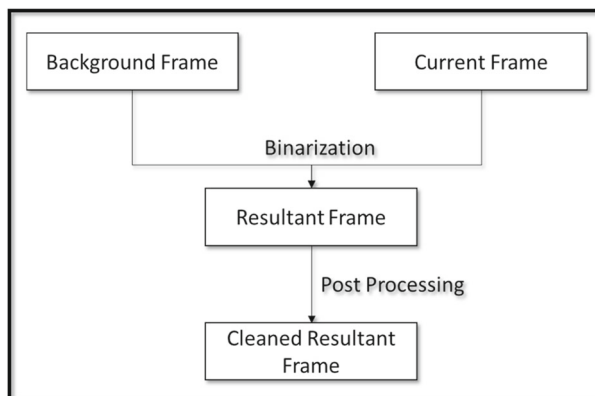 Background Frame
Current Frame
Binarization
Resultant Frame
Post Processing
Cleaned Resultant
Frame